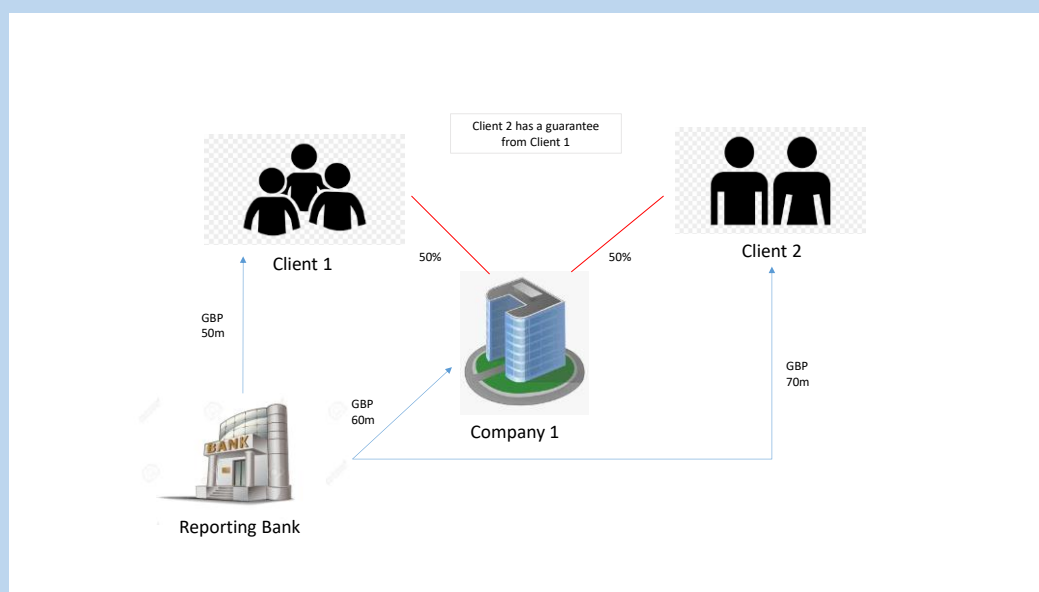 Client 2 has a guarantee
from Client 1
Client 1
Client 2
50%
50%
GBP
50m
GBP
60m
GBP
70m
Company 1
BANK
Reporting Bank